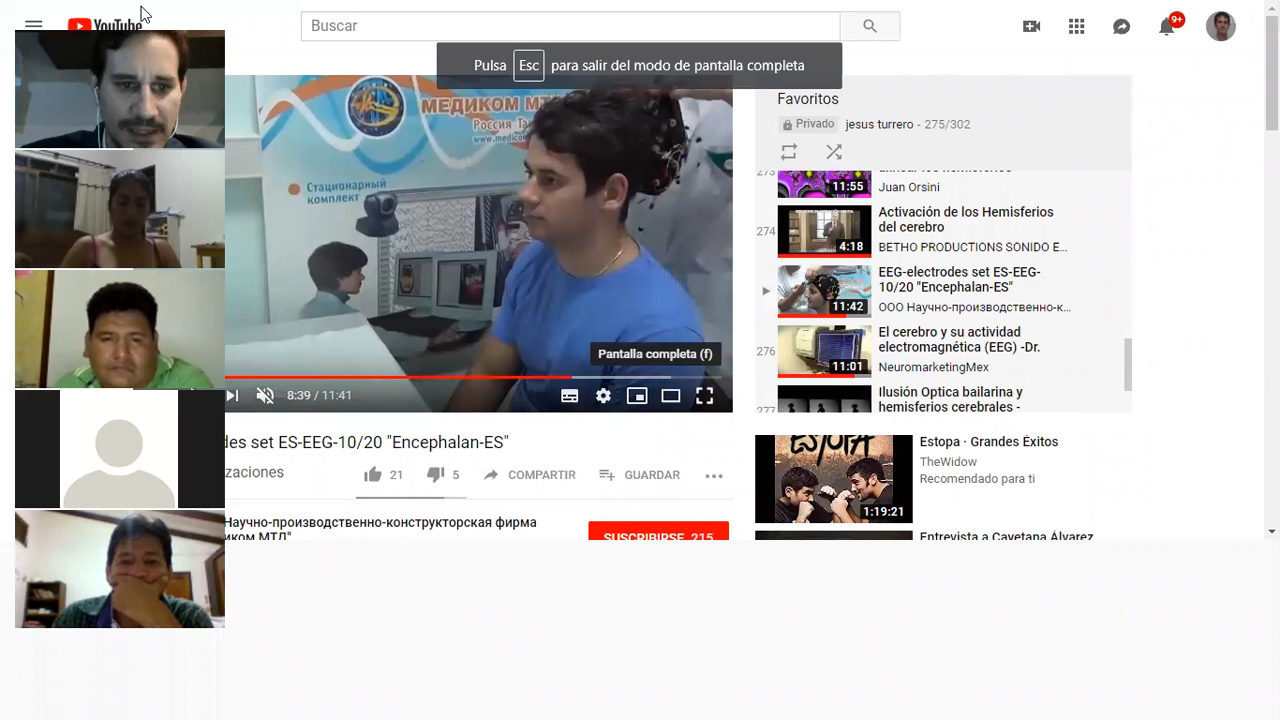 YouTube
Buscar
9+
Pulsa Esc para salir del modo de pantalla completa
МЕДИКОМ МТД
Россия Та
www.medico
Стационарный
комплект
Pantalla completa (f)
8:39 / 11:41
des set ES-EEG-10/20 "Encephalan-ES"
zaciones
21
5
COMPARTIR
GUARDAR
Научно-производственно-конструкторская фирма
иком МТД"
SUSCRIBIRSE 215
Favoritos
Privado
jesus turrero - 275/302
273
11:55
Juan Orsini
274
4:18
Activación de los Hemisferios
del cerebro
BETHO PRODUCTIONS SONIDO E...
11:42
EEG-electrodes set ES-EEG-
10/20 "Encephalan-ES"
ООО Научно-производственно-к...
276
11:01
El cerebro y su actividad
electromagnética (EEG) -Dr.
NeuromarketingMex
277
Ilusión Optica bailarina y
hemisferios cerebrales -
ESTOPA
1:19:21
Estopa · Grandes Éxitos
TheWidow
Recomendado para ti
Entrevista a Cayetana Álvarez